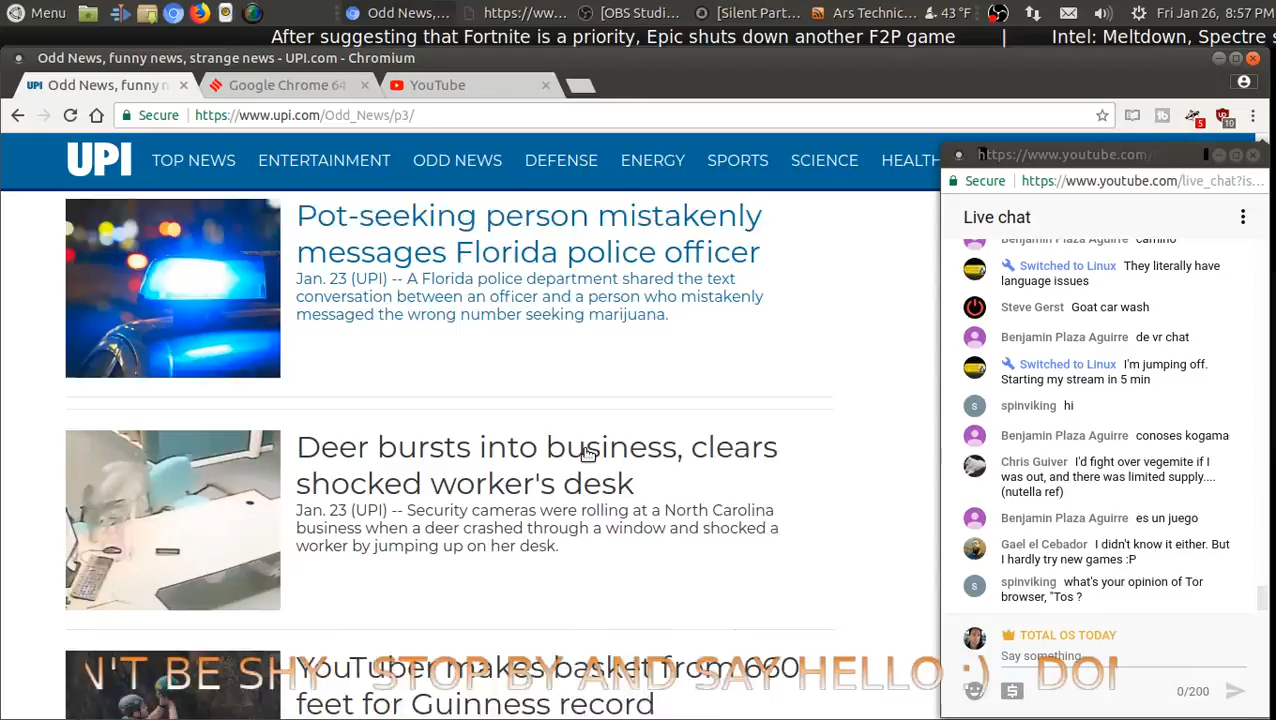 Menu
Odd News,...
https://ww...
[OBS Studi...
[Silent Part...
Ars Technic...
43 °F
Fri Jan 26, 8:57 PM
After suggesting that Fortnite is a priority, Epic shuts down another F2P game | Intel: Meltdown, Spectre s
Odd News, funny news, strange news - UPI.com - Chromium
UPI Odd News, funny n
Google Chrome 64
YouTube
Secure https://www.upi.com/Odd_News/p3/
5
10
UPI TOP NEWS ENTERTAINMENT ODD NEWS DEFENSE ENERGY SPORTS SCIENCE HEALTH
Pot-seeking person mistakenly
messages Florida police officer
Jan. 23 (UPI) -- A Florida police department shared the text
conversation between an officer and a person who mistakenly
messaged the wrong number seeking marijuana.
Deer bursts into business, clears
shocked worker's desk
Jan. 23 (UPI) -- Security cameras were rolling at a North Carolina
business when a deer crashed through a window and shocked a
worker by jumping up on her desk.
YouTuber makes basket from 660
feet for Guinness record
N'T BE SHY STOP BY AND SAY HELLO :) DOI
https://www.youtube.com/
Secure https://www.youtube.com/live_chat?is...
Live chat
Benjamin Plaza Aguirre camino
Switched to Linux They literally have
language issues
Steve Gerst Goat car wash
Benjamin Plaza Aguirre de vr chat
Switched to Linux I'm jumping off.
Starting my stream in 5 min
s spinviking hi
Benjamin Plaza Aguirre conoses kogama
Chris Guiver I'd fight over vegemite if I
was out, and there was limited supply....
(nutella ref)
Benjamin Plaza Aguirre es un juego
Gael el Cebador I didn't know it either. But
I hardly try new games :P
s spinviking what's your opinion of Tor
browser, "Tos ?
TOTAL OS TODAY
Say something...
0/200